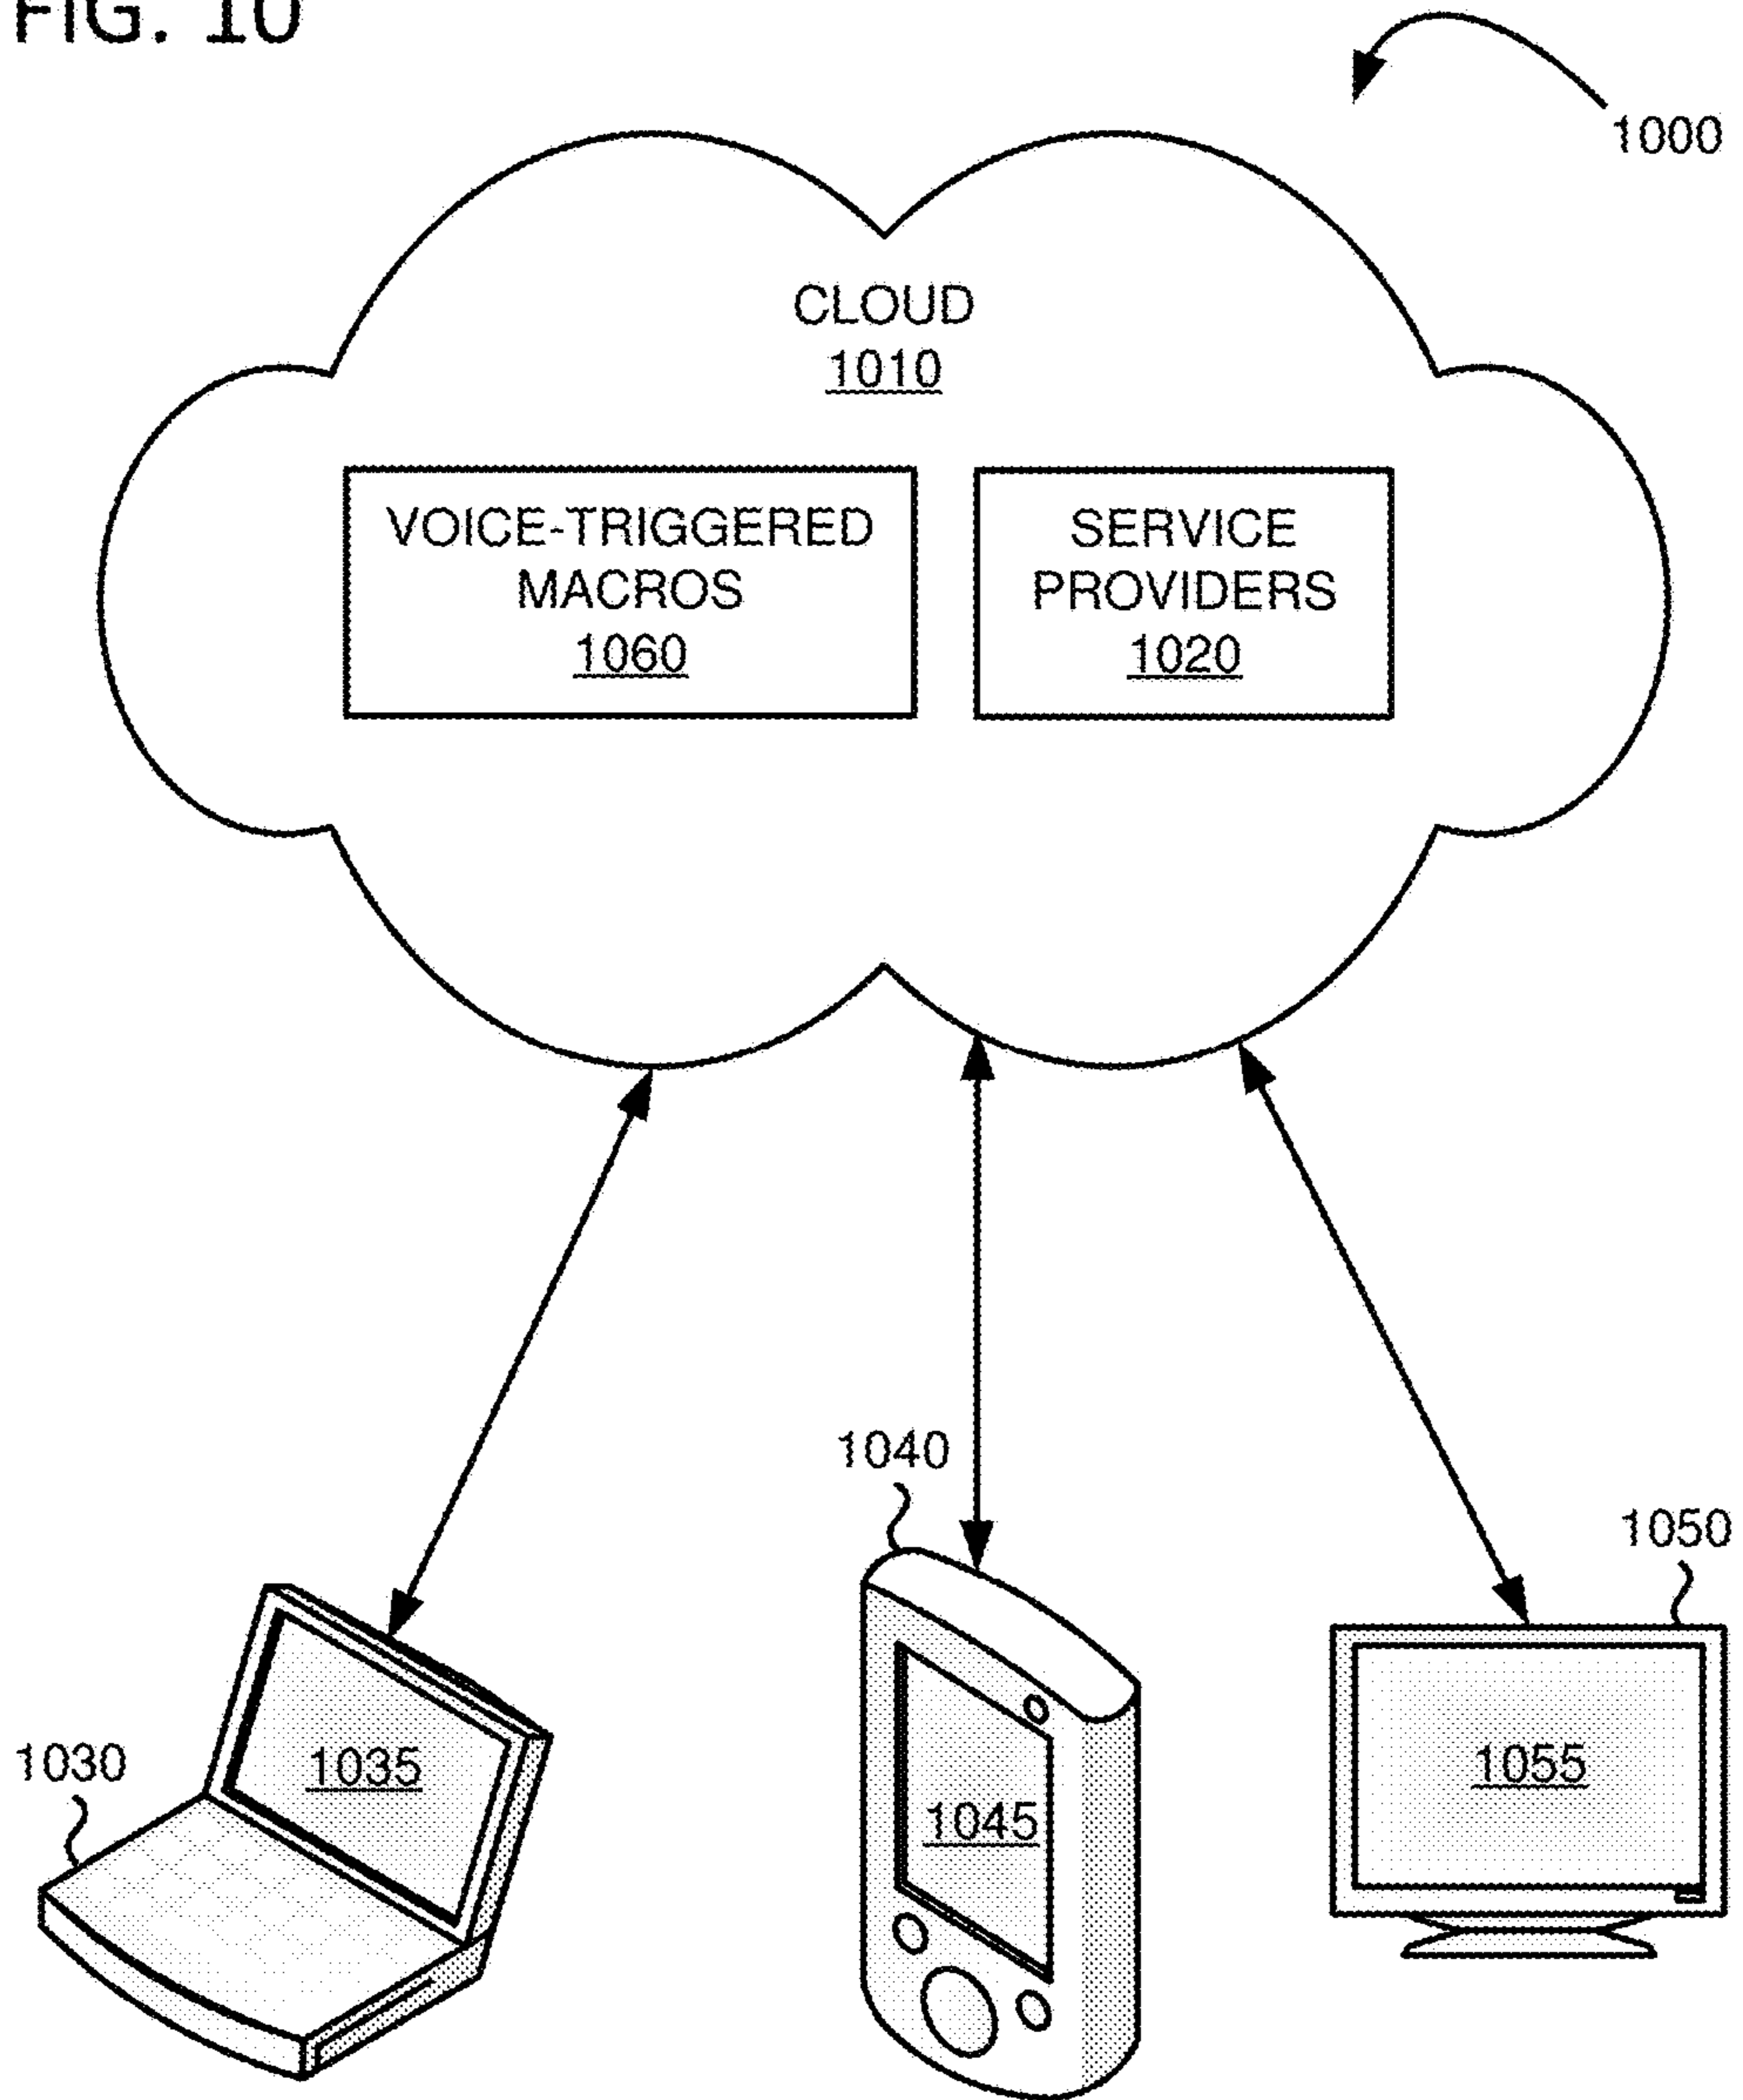 FIG. 10
1000
CLOUD
1010
VOICE-TRIGGERED
MACROS
1060
SERVICE
PROVIDERS
1020
1040
1050
1030
1035
1045
1055